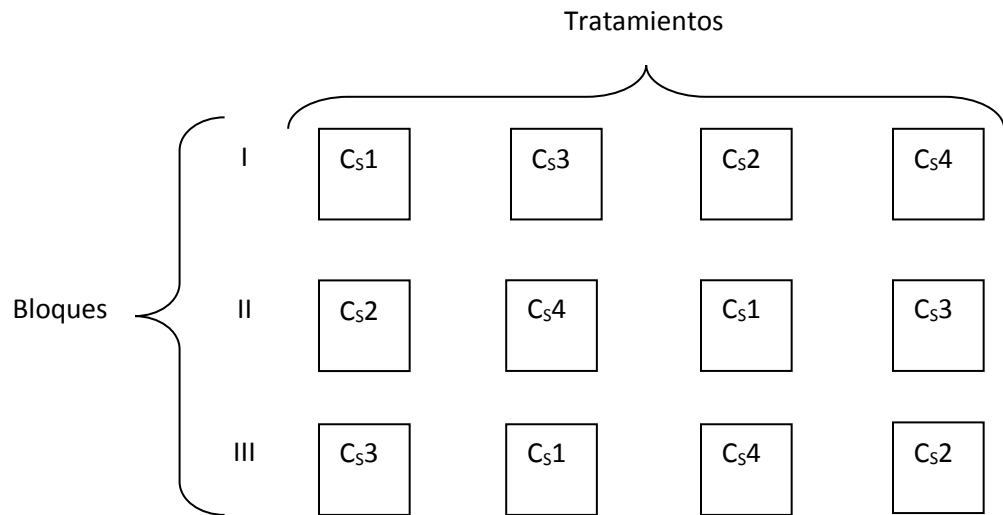 Tratamientos
I CS1 CS3 CS2 CS4
Bloques II CS2 CS4 CS1 CS3
III CS3 CS1 CS4 CS2